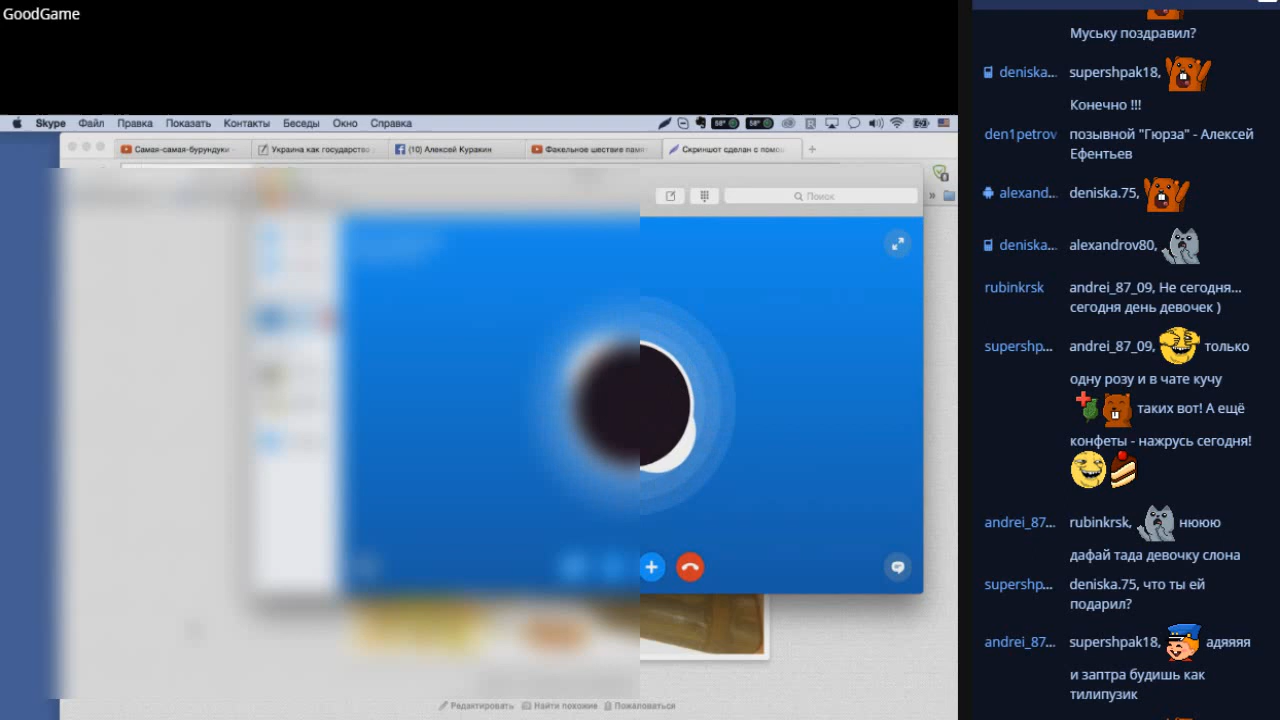 GoodGame
Skype Файл Правка Показать Контакты Беседы Окно Справка
58° 58°
Самая-самая-бурундуки -
Украина как государство
(10) Алексей Куракин
Факельное шествие
Скриншот сделан с
Поиск
Редактировать Найти похожие Пожаловаться
Муську поздравил?
deniska... supershpak18,
Конечно !!!
den1petrov позывной "Гюрза" - Алексей
Ефентьев
alexand... deniska.75,
deniska... alexandrov80,
rubinkrsk andrei_87_09, Не сегодня...
сегодня день девочек )
supershp... andrei_87_09, только
одну розу и в чате кучу
таких вот! А ещё
конфеты - нажрусь сегодня!
andrei_87... rubinkrsk, нююю
дафай тада девочку слона
supershp... deniska.75, что ты ей
подарил?
andrei_87... supershpak18, адяяяя
и заптра будишь как
тилипузик